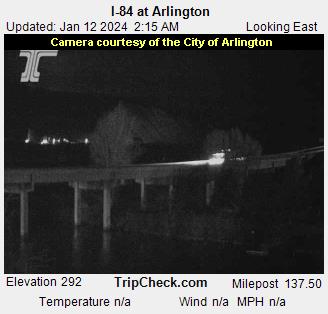 I-84 at Arlington
Updated: Jan 12 2024 2:15 AM Looking East
Camera courtesy of the City of Arlington
Elevation 292 TripCheck.com Milepost 137.50
Temperature n/a Wind n/a MPH n/a